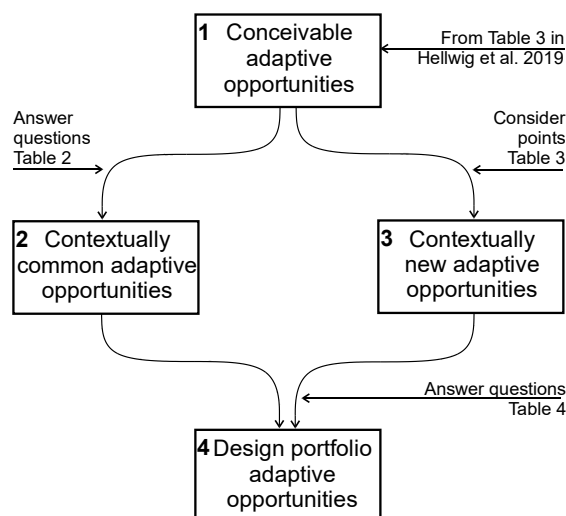 1 Conceivable
adaptive
opportunities
From Table 3 in
Hellwig et al. 2019
Answer
questions
Table 2
Consider
points
Table 3
2 Contextually
common adaptive
opportunities
3 Contextually
new adaptive
opportunities
Answer questions
Table 4
4 Design portfolio
adaptive
opportunities